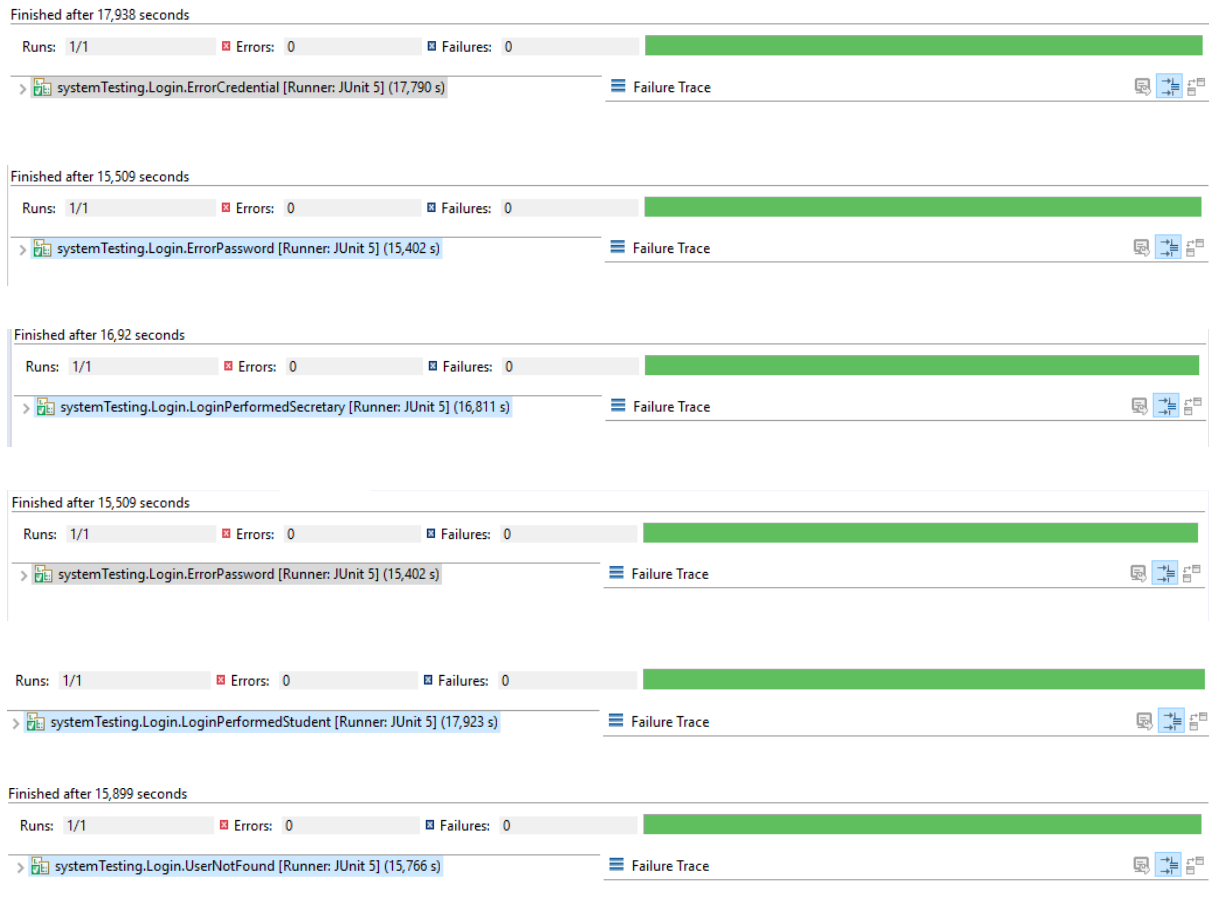 Finished after 17,938 seconds
Runs: 1/1 Errors: 0 Failures: 0
systemTesting.Login.ErrorCredential [Runner: JUnit 5] (17,790 s) Failure Trace
Finished after 15,509 seconds
Runs: 1/1 Errors: 0 Failures: 0
systemTesting.Login.ErrorPassword [Runner: JUnit 5] (15,402 s) Failure Trace
Finished after 16,92 seconds
Runs: 1/1 Errors: 0 Failures: 0
systemTesting.Login.LoginPerformedSecretary [Runner: JUnit 5] (16,811 s) Failure Trace
Finished after 15,509 seconds
Runs: 1/1 Errors: 0 Failures: 0
systemTesting.Login.ErrorPassword [Runner: JUnit 5] (15,402 s) Failure Trace
Runs: 1/1 Errors: 0 Failures: 0
systemTesting.Login.LoginPerformedStudent [Runner: JUnit 5] (17,923 s) Failure Trace
Finished after 15,899 seconds
Runs: 1/1 Errors: 0 Failures: 0
systemTesting.Login.UserNotFound [Runner: JUnit 5] (15,766 s) Failure Trace